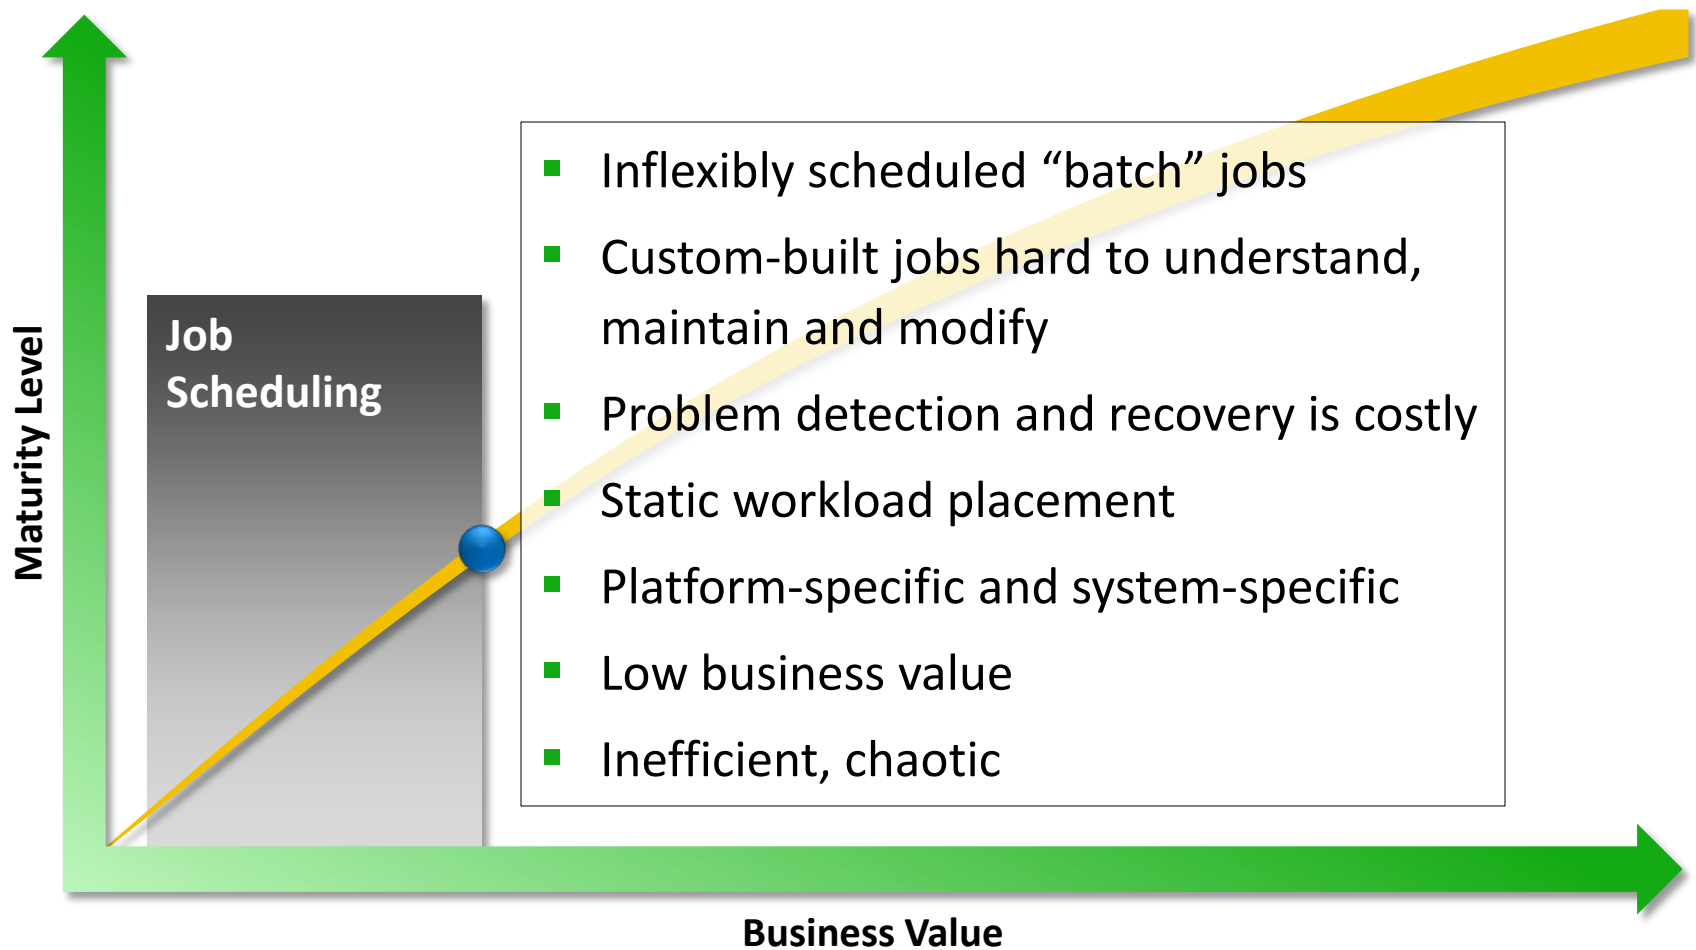 Inflexibly scheduled “batch” jobs
Custom-built jobs hard to understand,
maintain and modify
Job
Scheduling
Problem detection and recovery is costly
Static workload placement
Platform-specific and system-specific
Low business value
Inefficient, chaotic
Maturity Level
Business Value